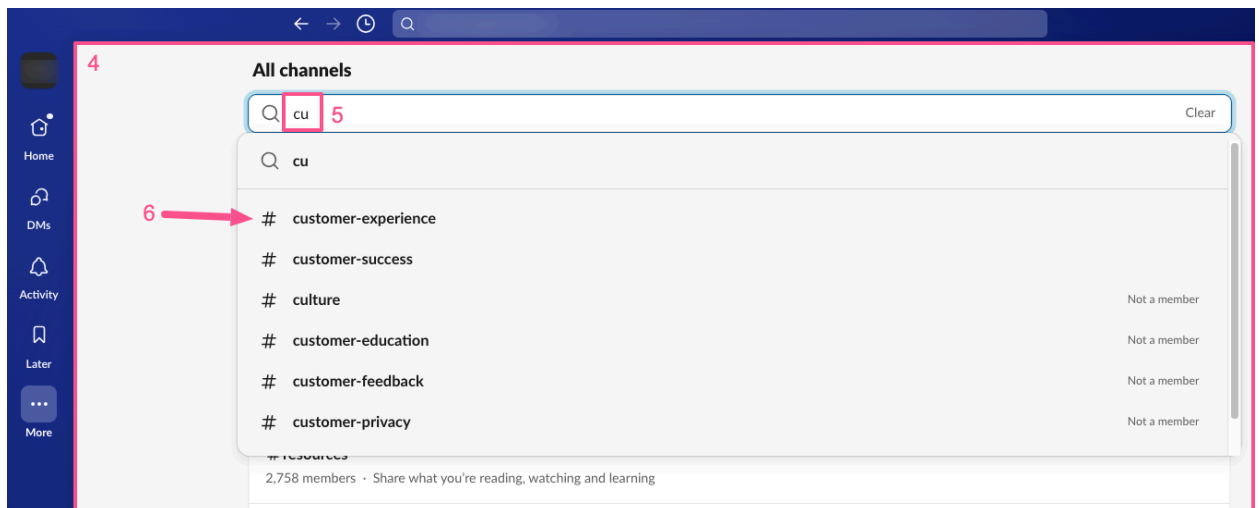 4
All channels
cu 5 Clear
cu
Home
6
# customer-experience
DMs
# customer-success
Activity
# culture Not a member
# customer-education Not a member
Later
# customer-feedback Not a member
More
# customer-privacy Not a member
# resources
2,758 members · Share what you're reading, watching and learning